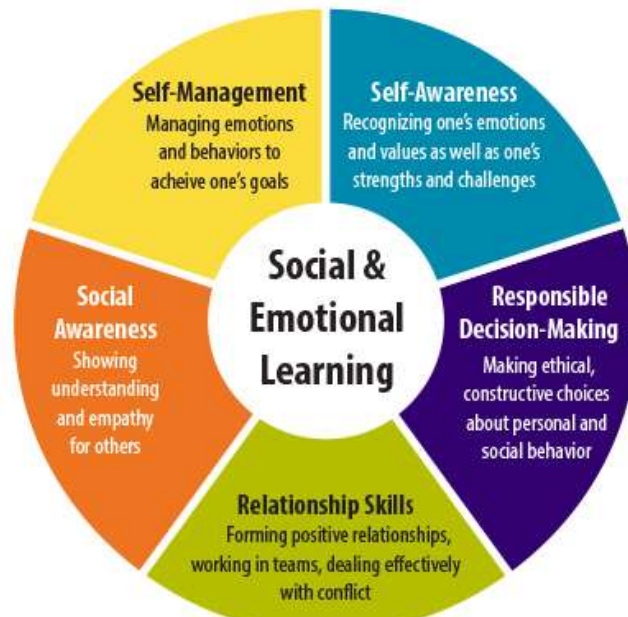 Self-Management
Managing emotions
and behaviors to
acheive one's goals
Self-Awareness
Recognizing one's emotions
and values as well as one's
strengths and challenges
Social &
Emotional
Learning
Social
Awareness
Showing
understanding
and empathy
for others
Responsible
Decision-Making
Making ethical,
constructive choices
about personal and
social behavior
Relationship Skills
Forming positive relationships,
working in teams, dealing effectively
with conflict